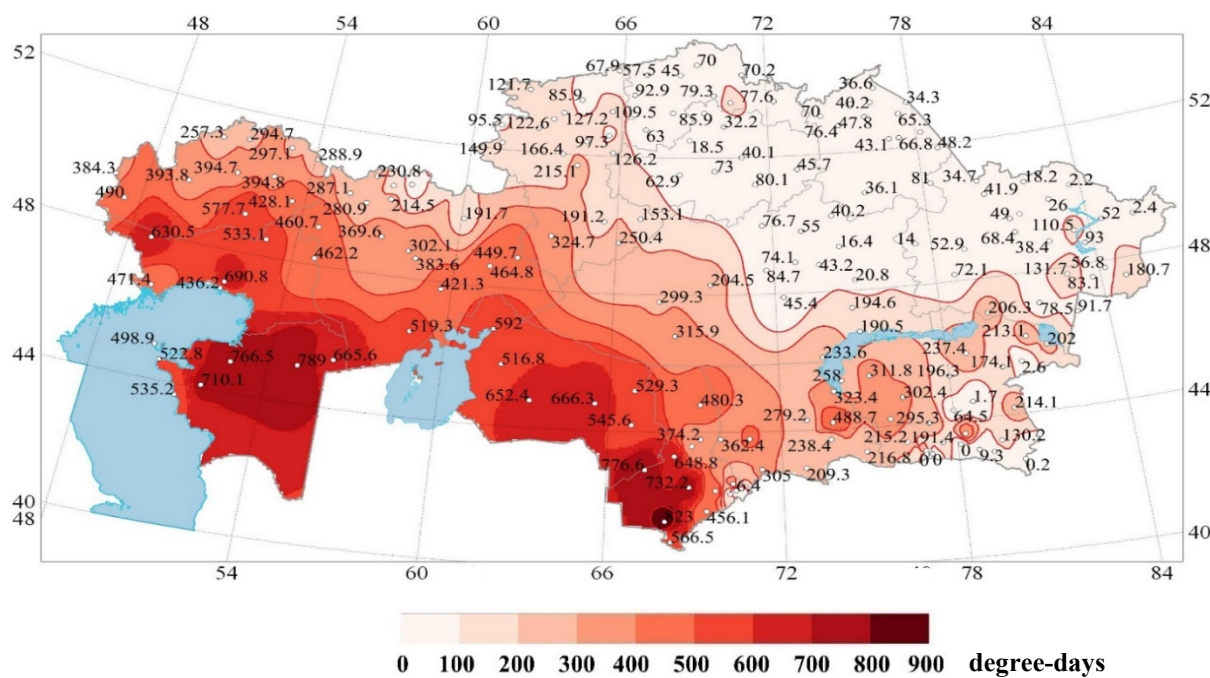 48 54 60 66 72 78 84
52
67.9 57.5 45 70 70.2
121.7 85.9 92.9 79.3 77.6 36.6 34.3
52
95.5 122.6 127.2 109.5 85.9 32.2 70 40.2 65.3
257.3 294.7 97.3 63 76.4 47.8
149.9 166.4 126.2 18.5 40.1 43.1 66.8 48.2
384.3 393.8 394.7 297.1 288.9 230.8 215.1 73 45.7
490 394.8 287.1 62.9 80.1 36.1 81 34.7 41.9 18.2 2.2
48
577.7 428.1 280.9 214.5 191.7 191.2 153.1 76.7 55 40.2 49 26 52 2.4
630.5 533.1 460.7 369.6 324.7 250.4 16.4 14 52.9 68.4 110.5 93
462.2 302.1 449.7 74.1 38.4
48
471.4 436.2 690.8 383.6 464.8 84.7 43.2 20.8 72.1 131.7 56.8 180.7
421.3 299.3 204.5 83.1
45.4 194.6 206.3 78.5 91.7
498.9 519.3 592 315.9 190.5 213.1
44
522.8 766.5 789 665.6 516.8 233.6 237.4 202
535.2 710.1 258 311.8 196.3 174.1 2.6
44
652.4 666.3 529.3 480.3 323.4 302.4 1.7 214.1
545.6 279.2 488.7 295.3 64.5
374.2 362.4 238.4 215.2 191.4 130.2
776.6 648.8 216.8 0 0 0 9.3
732.2 6.4 305 209.3 0.2
40
48
823 456.1
566.5
40
54 60 66 72 78 84
0 100 200 300 400 500 600 700 800 900 degree-days